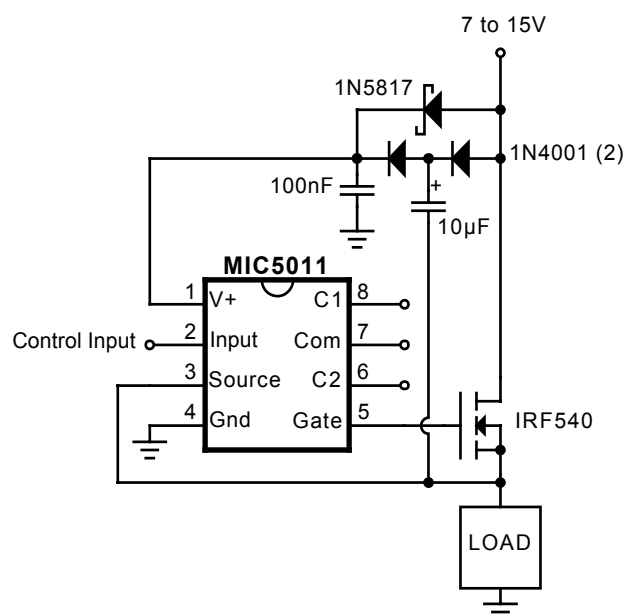 7 to 15V
1N5817
1N4001 (2)
100nF
+
10µF
MIC5011
1 V+ C1 8
Control Input 2 Input Com 7
3 Source C2 6
4 Gnd Gate 5
IRF540
LOAD